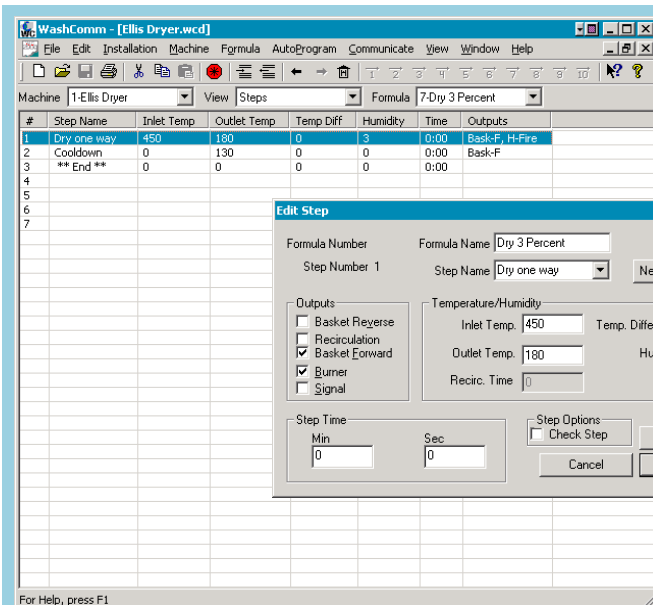 WashComm - [Ellis Dryer.wcd]
File Edit Installation Machine Formula AutoProgram Communicate View Window Help
1 2 3 4 5 6 7 8 9 10
Machine 1-Ellis Dryer View Steps Formula 7-Dry 3 Percent
# Step Name Inlet Temp Outlet Temp Temp Diff Humidity Time Outputs
1 Dry one way 450 180 0 3 0:00 Bask-F, H-Fire
2 Cooldown 0 130 0 0 0:00 Bask-F
3 ** End ** 0 0 0 0 0:00
4
5
6
7
Edit Step
Formula Number Formula Name Dry 3 Percent
Step Number 1 Step Name Dry one way Ne
Outputs Temperature/Humidity
Basket Reverse Inlet Temp. 450 Temp. Diffe
Recirculation
Basket Forward Outlet Temp. 180 Hu
Burner Recirc. Time 0
Signal
Step Time Step Options
Min Sec Check Step
0 0
Cancel
For Help, press F1